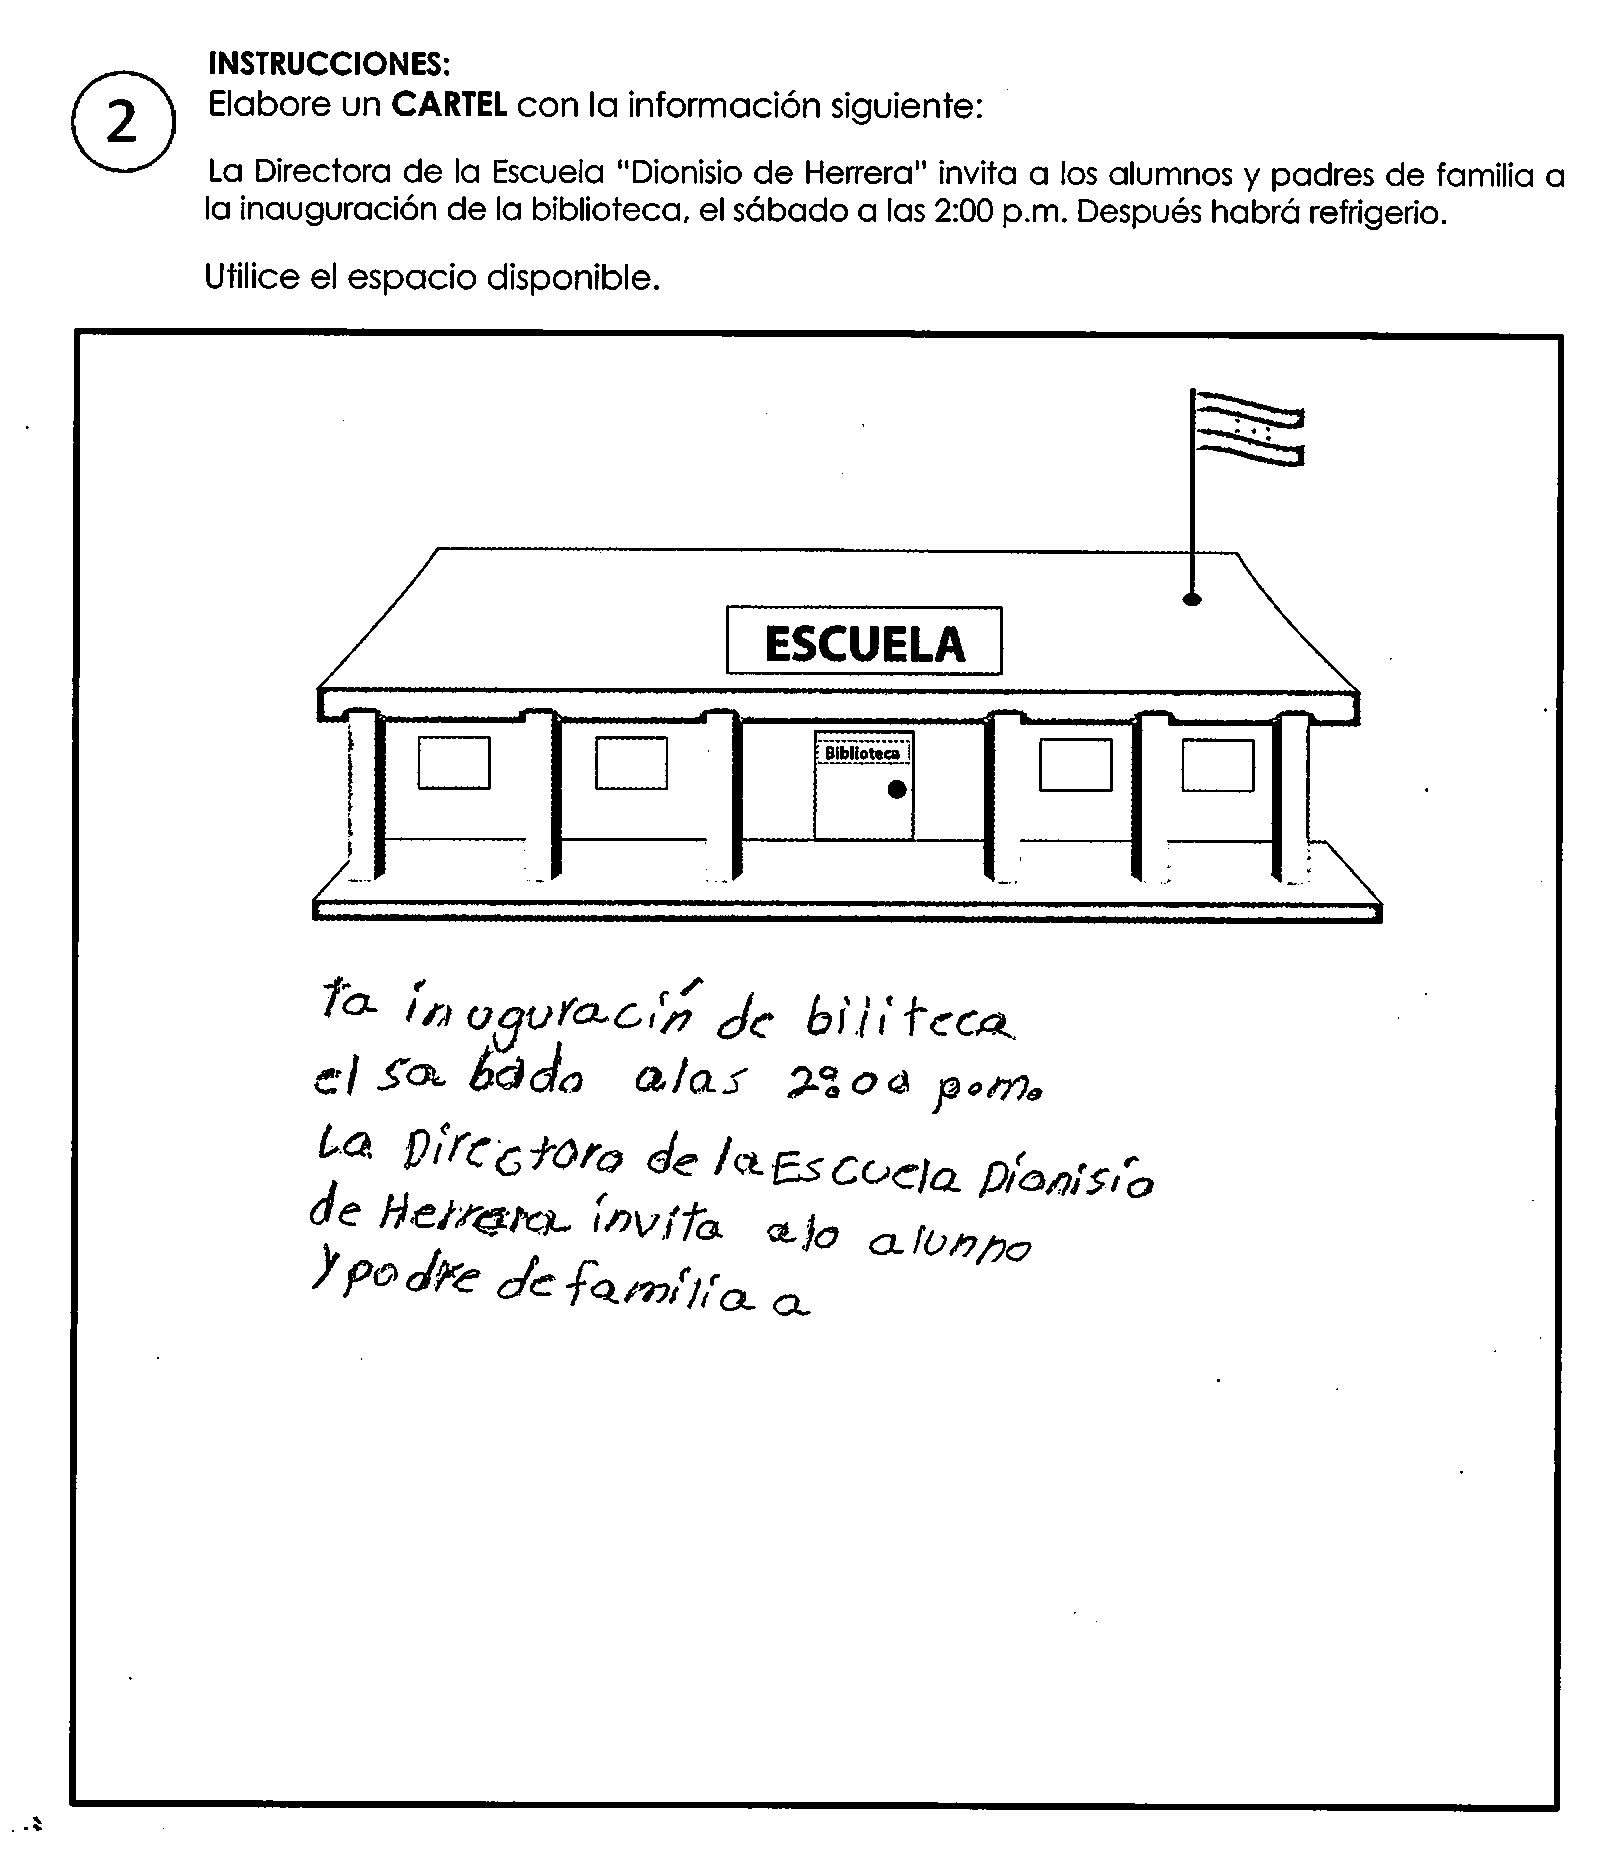 INSTRUCCIONES:
2
Elabore un CARTEL con la información siguiente:
La Directora de la Escuela "Dionisio de Herrera" invita a los alumnos y padres de familia a
la inauguración de la biblioteca, el sábado a las 2:00 p.m. Después habrá refrigerio.
Utilice el espacio disponible.
ESCUELA
Biblioteca
ta inuguraciń de biliteca
el sa bado alas 2:00 p.m.
La Directora de la Escuela Dionisio
de Herrera invita alo alunno
y padre de familia a